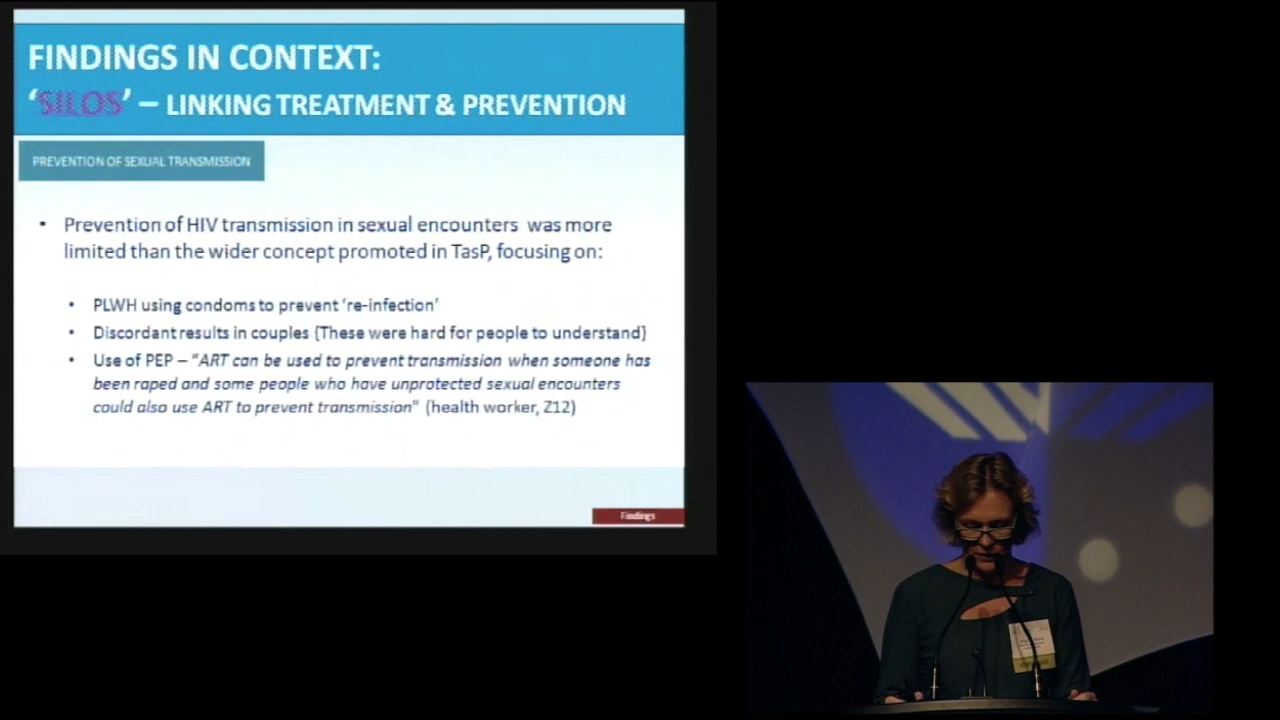 FINDINGS IN CONTEXT:
‘SILOS’ – LINKING TREATMENT & PREVENTION
PREVENTION OF SEXUAL TRANSMISSION
• Prevention of HIV transmission in sexual encounters was more
limited than the wider concept promoted in TasP, focusing on:
• PLWH using condoms to prevent ‘re-infection’
• Discordant results in couples {These were hard for people to understand}
• Use of PEP – “ART can be used to prevent transmission when someone has
been raped and some people who have unprotected sexual encounters
could also use ART to prevent transmission” (health worker, Z12)
Findings